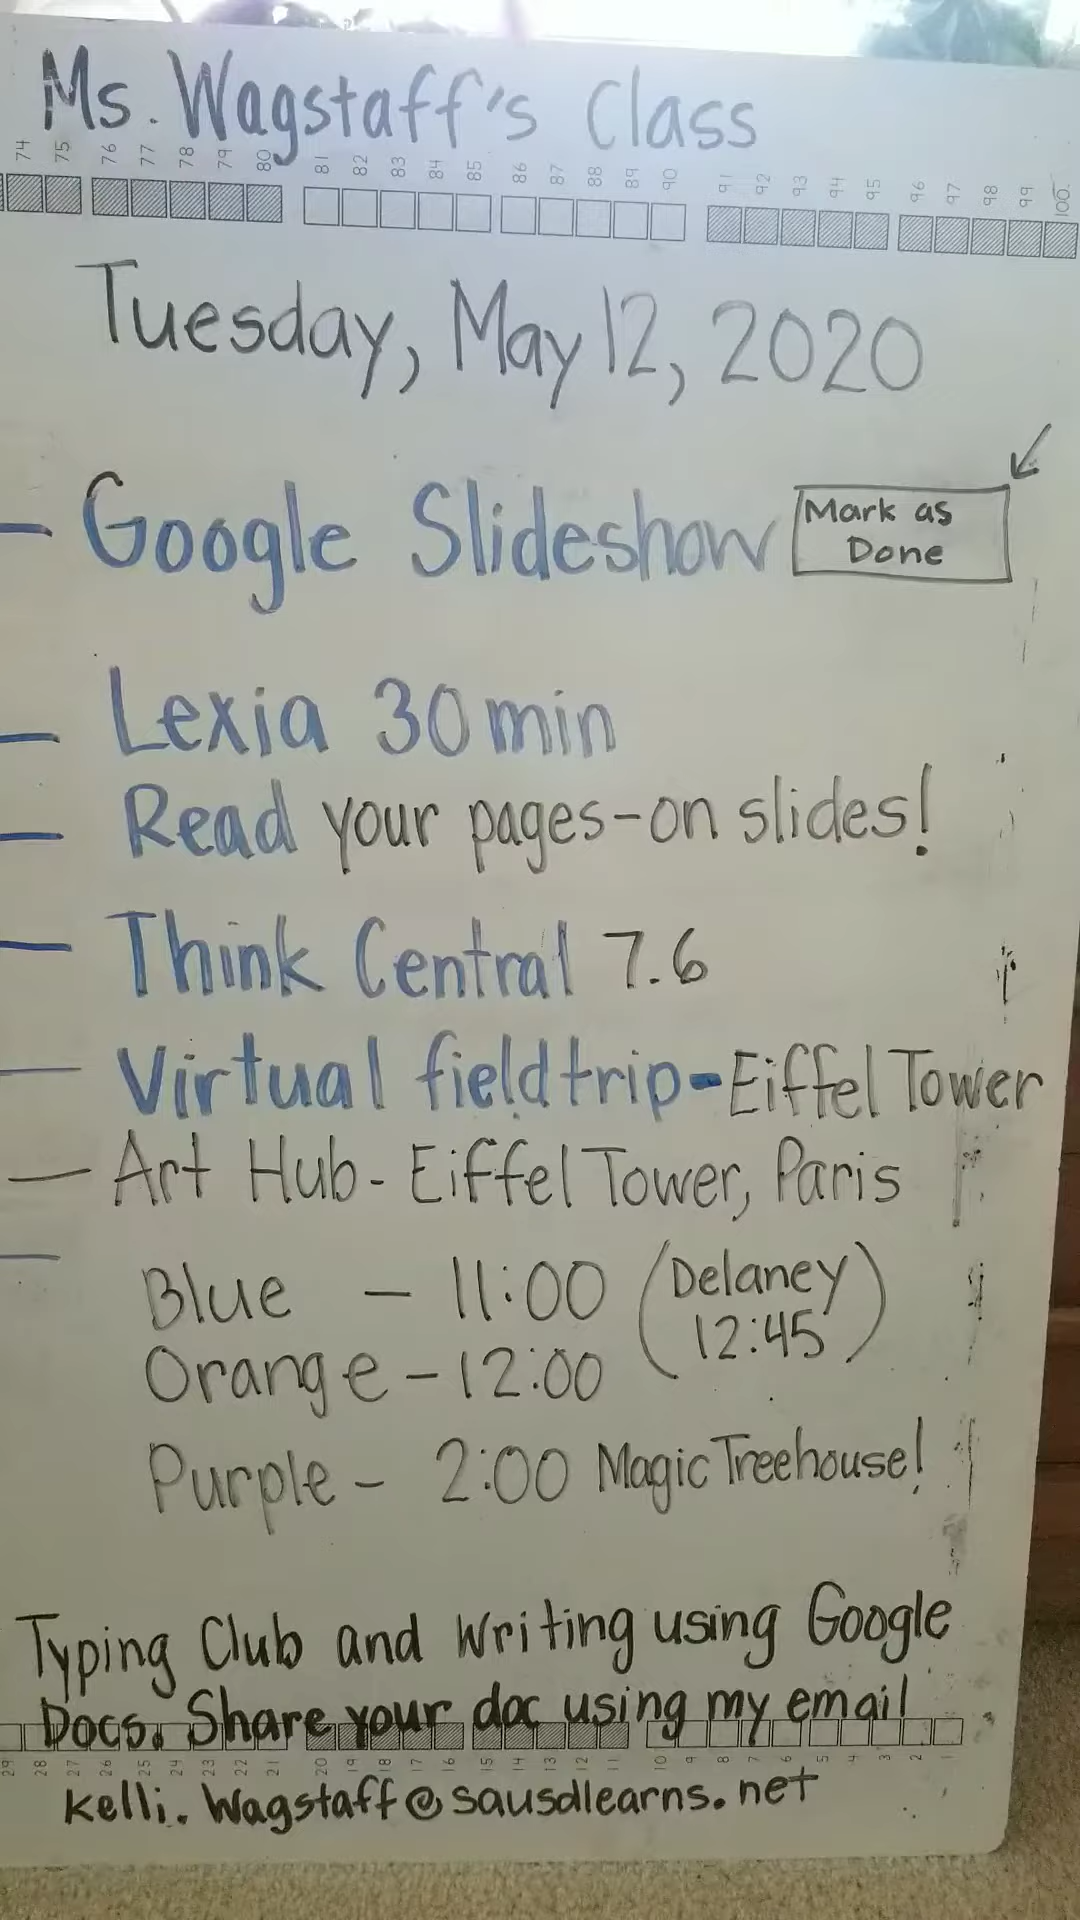 Ms. Wagstaff's Class
74 75 76 77 78 79 80 81 82 83 84 85 86 87 88 89 90 91 92 93 94 95 96 97 98 99 100
Tuesday, May 12, 2020
– Google Slideshow
Mark as
Done
– Lexia 30 min
– Read your pages-on slides!
– Think Central 7.6
– Virtual fieldtrip-Eiffel Tower
– Art Hub- Eiffel Tower, Paris
–
Blue – 11:00 (Delaney
12:45)
Orange – 12:00
Purple – 2:00 Magic Treehouse!
Typing Club and Writing using Google
Docs. Share your doc using my email
29 28 27 26 25 24 23 22 21 20 19 18 17 16 15 14 13 12 11 10 9 8 7 6 5 4 3 2 1
Kelli.Wagstaff@sausdlearns.net